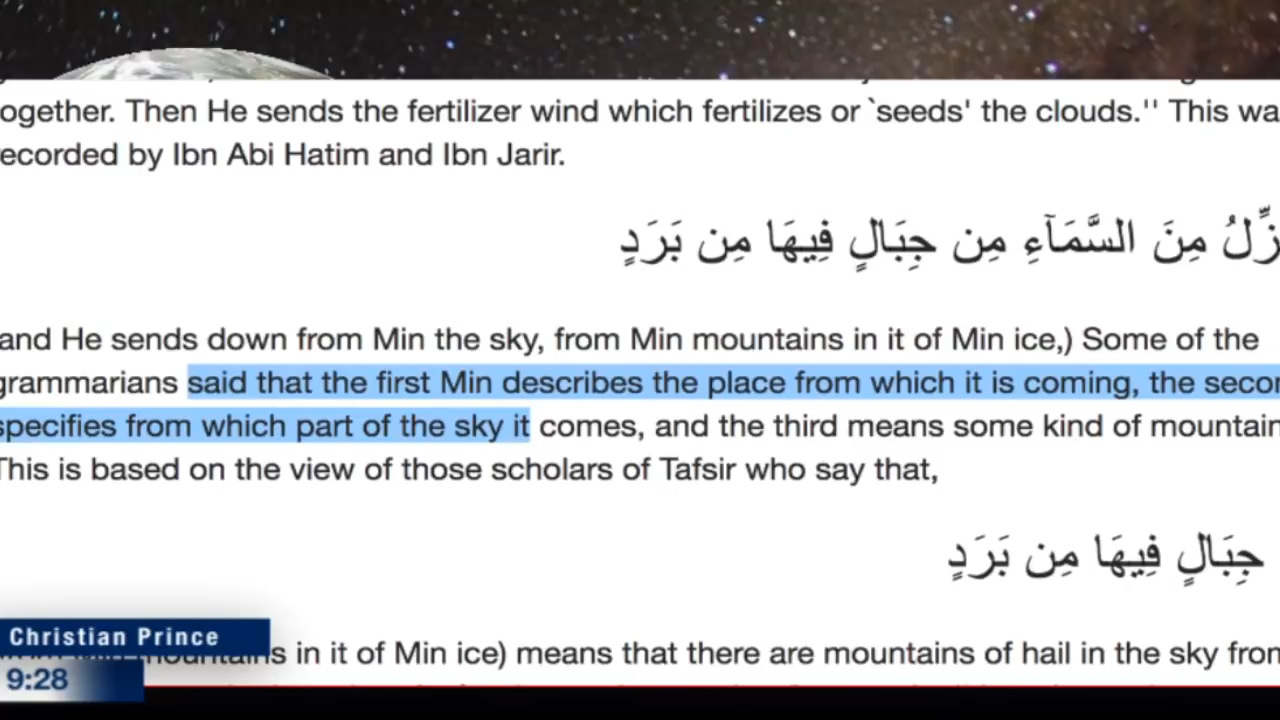 ogether. Then He sends the fertilizer wind which fertilizes or `seeds' the clouds.'' This wa
ecorded by Ibn Abi Hatim and Ibn Jarir.
زِّلُ مِنَ السَّمَآءِ مِن جِبَالٍ فِيهَا مِن بَرَدٍ
and He sends down from Min the sky, from Min mountains in it of Min ice,) Some of the
grammarians said that the first Min describes the place from which it is coming, the secon
specifies from which part of the sky it comes, and the third means some kind of mountain
This is based on the view of those scholars of Tafsir who say that,
جِبَالٍ فِيهَا مِن بَرَدٍ
Christian Prince
mountains in it of Min ice) means that there are mountains of hail in the sky from
9:28